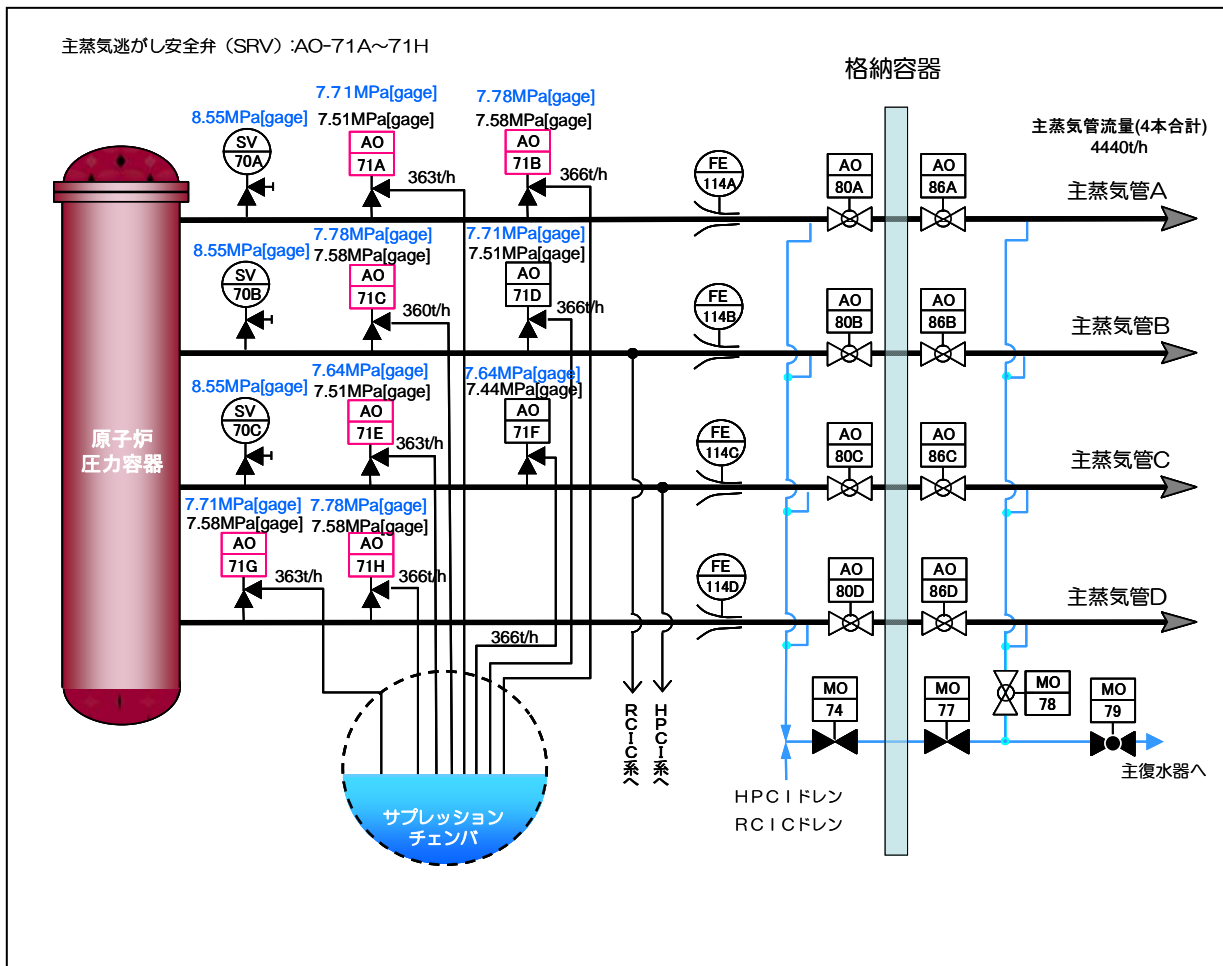 主蒸気逃がし安全弁（SRV）:AO-71A～71H
格納容器
主蒸気管流量(4本合計)
4440t/h
8.55MPa[gage]
SV
70A
7.71MPa[gage]
7.51MPa[gage]
AO
71A
363t/h
7.78MPa[gage]
7.58MPa[gage]
AO
71B
366t/h
FE
114A
AO
80A
AO
86A
主蒸気管A
8.55MPa[gage]
SV
70B
7.78MPa[gage]
7.58MPa[gage]
AO
71C
360t/h
7.71MPa[gage]
7.51MPa[gage]
AO
71D
366t/h
FE
114B
AO
80B
AO
86B
主蒸気管B
8.55MPa[gage]
SV
70C
7.64MPa[gage]
7.51MPa[gage]
AO
71E
363t/h
7.64MPa[gage]
7.44MPa[gage]
AO
71F
FE
114C
AO
80C
AO
86C
主蒸気管C
原子炉
圧力容器
7.71MPa[gage]
7.58MPa[gage]
AO
71G
363t/h
7.78MPa[gage]
7.58MPa[gage]
AO
71H
366t/h
366t/h
FE
114D
AO
80D
AO
86D
主蒸気管D
RCIC系へ
HPCI系へ
MO
74
MO
77
MO
78
MO
79
主復水器へ
HPCIドレン
RCICドレン
サプレッション
チェンバ